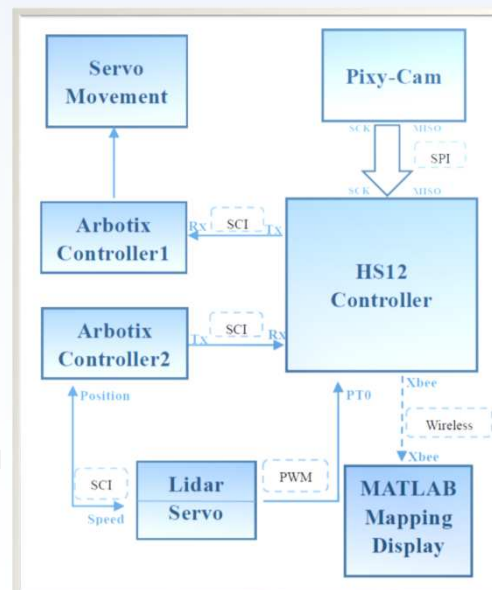 Servo
Movement
Pixy-Cam
SCK MISO
SPI
SCK MISO
Arbotix
Controller1
Rx SCI Tx
HS12
Controller
Arbotix
Controller2
Tx SCI Rx
Position
PT0
Xbee
Wireless
Xbee
SCI
Speed
Lidar
Servo
PWM
MATLAB
Mapping
Display